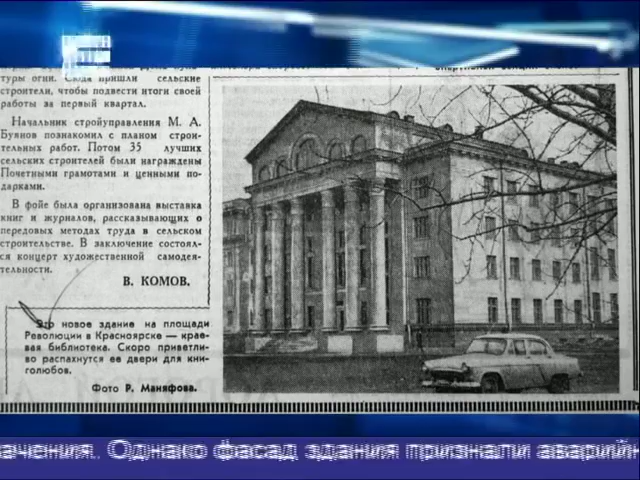 туры огни. Сюда пришли сельские
строители, чтобы подвести итоги своей
работы за первый квартал.
Начальник стройуправления М. А.
Буянов познакомил с планом строи-
тельных работ. Потом 35 лучших
сельских строителей были награждены
Почетными грамотами и ценными по-
дарками.
В фойе была организована выставка
книг и журналов, рассказывающих о
передовых методах труда в сельском
строительстве. В заключение состоял-
ся концерт художественной самодея-
тельности.
В. КОМОВ.
Это новое здание на площади
Революции в Красноярске — крае-
вая библиотека. Скоро приветли-
во распахнутся ее двери для кни-
голюбов.
Фото Р. Маняфова.
ачения. Однако фасад здания признали аварийн